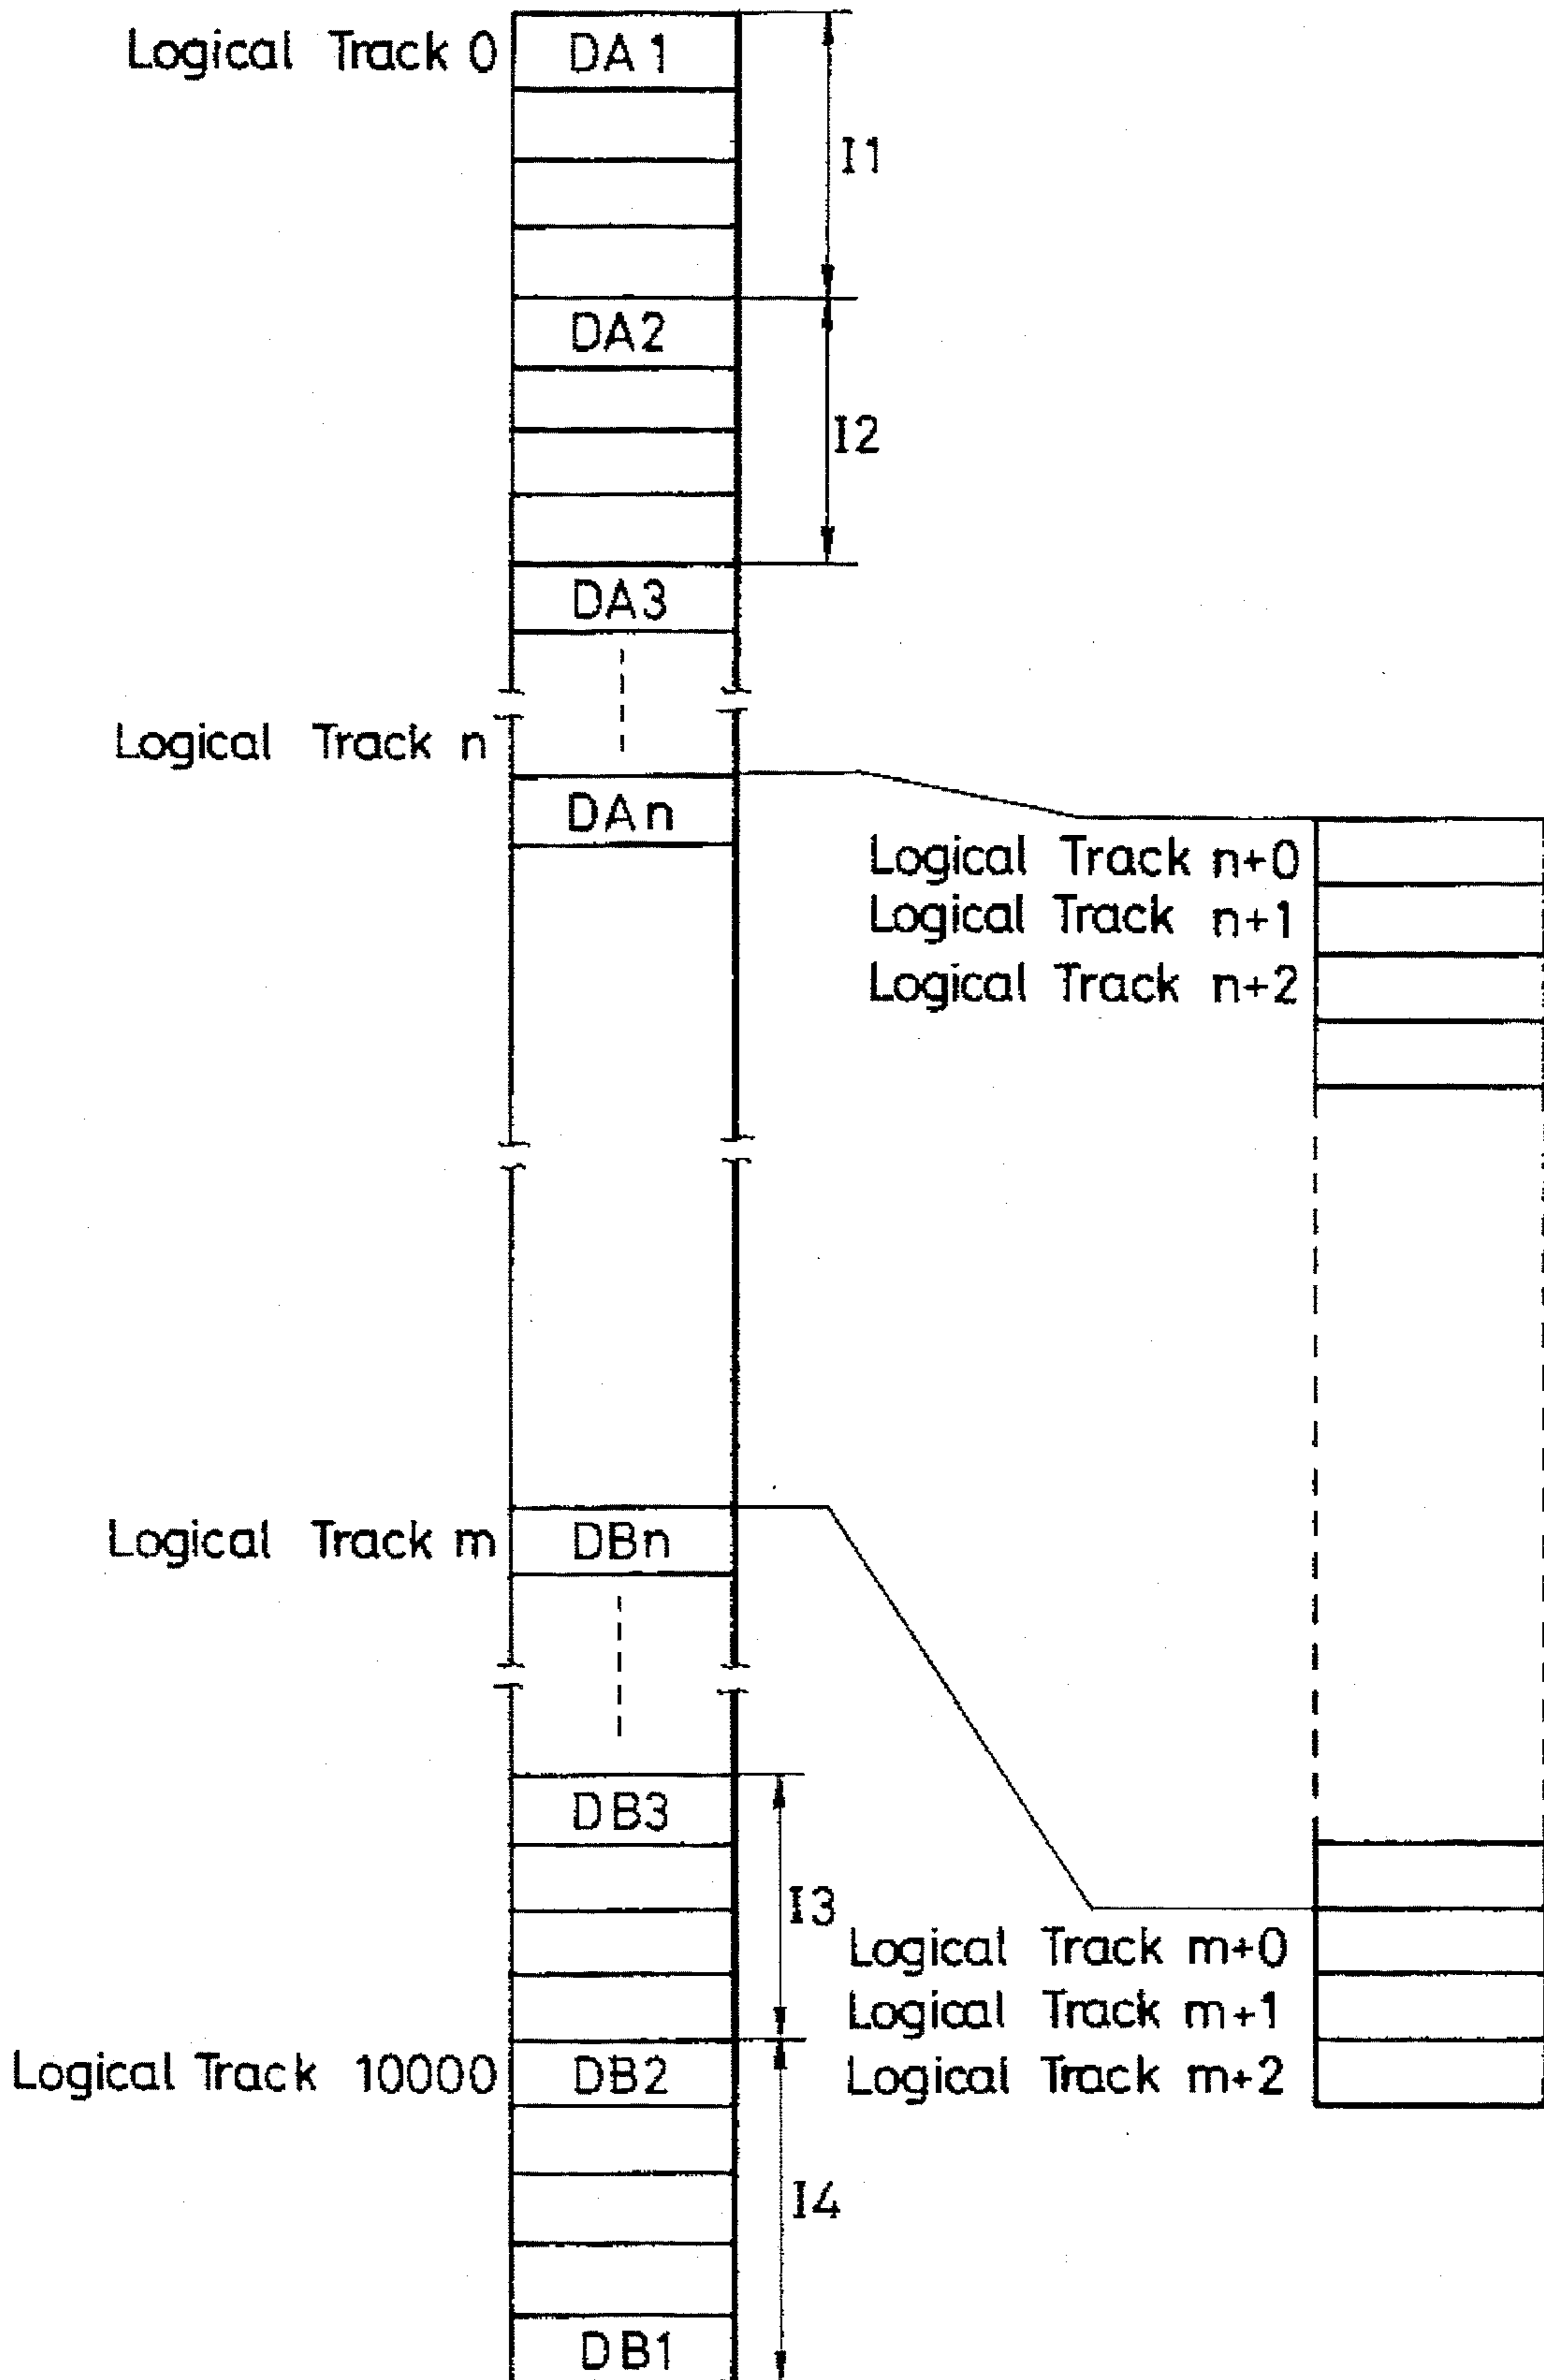 Logical Track 0
DA1
I1
DA2
I2
DA3
Logical Track n
DAn
Logical Track n+0
Logical Track n+1
Logical Track n+2
Logical Track m
DBn
DB3
I3
Logical Track m+0
Logical Track m+1
Logical Track 10000
DB2
Logical Track m+2
I4
DB1